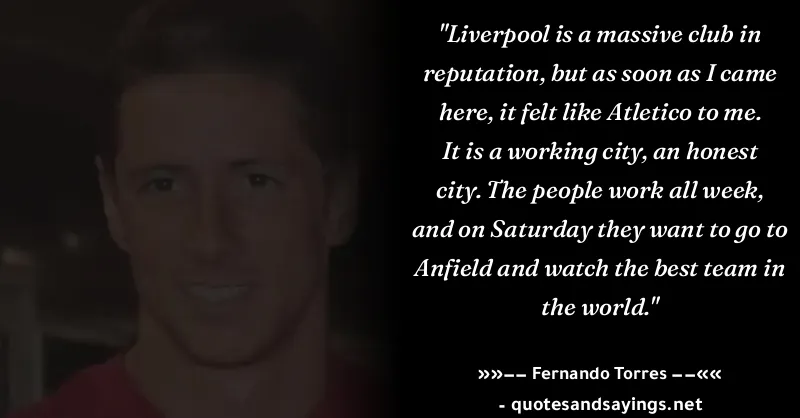 "Liverpool is a massive club in
reputation, but as soon as I came
here, it felt like Atletico to me.
It is a working city, an honest
city. The people work all week,
and on Saturday they want to go to
Anfield and watch the best team in
the world."
»»−− Fernando Torres −−««
- quotesandsayings.net